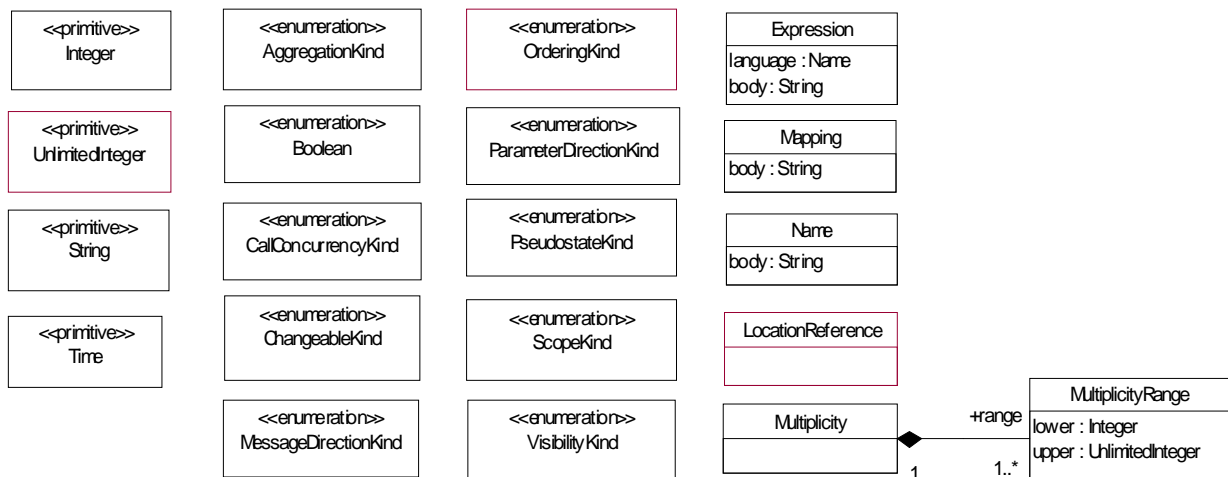 <<primitive>>
Integer
<<primitive>>
UnlimitedInteger
<<primitive>>
String
<<primitive>>
Time
<<enumeration>>
AggregationKind
<<enumeration>>
Boolean
<<enumeration>>
CallConcurrencyKind
<<enumeration>>
ChangeableKind
<<enumeration>>
MessageDirectionKind
<<enumeration>>
OrderingKind
<<enumeration>>
ParameterDirectionKind
<<enumeration>>
PseudostateKind
<<enumeration>>
ScopeKind
<<enumeration>>
VisibilityKind
Expression
language : Name
body : String
Mapping
body : String
Name
body : String
LocationReference
Multiplicity
1
+range
1..*
MultiplicityRange
lower : Integer
upper : UnlimitedInteger